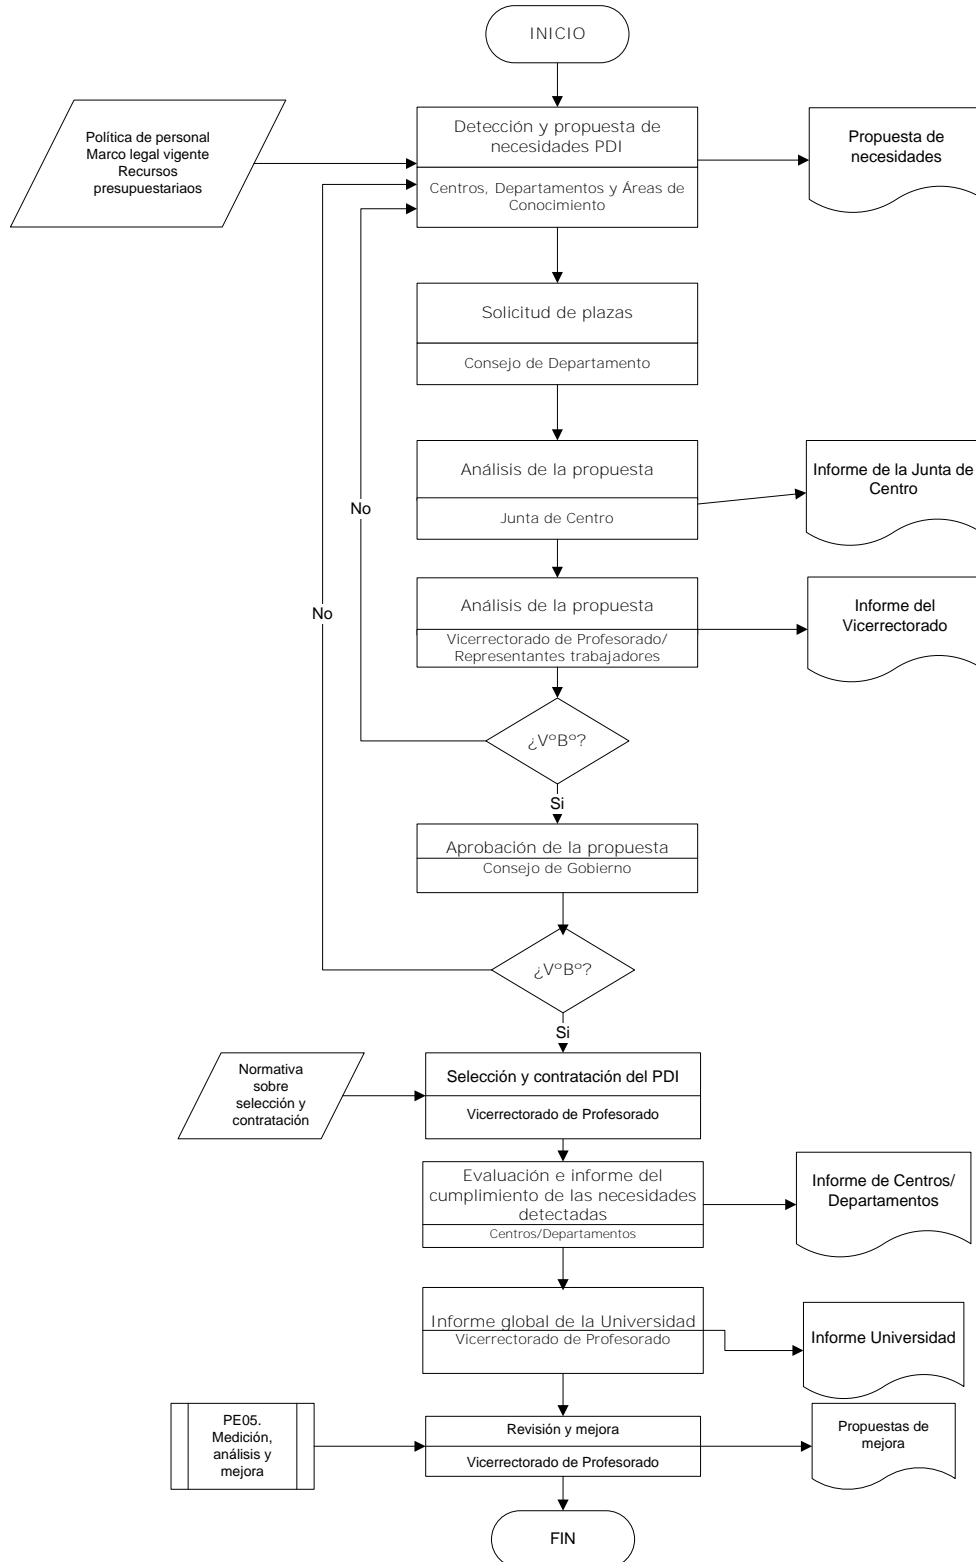 INICIO
Política de personal
Marco legal vigente
Recursos
presupuestariaos
Detección y propuesta de
necesidades PDI
Centros, Departamentos y Áreas de
Conocimiento
Propuesta de
necesidades
Solicitud de plazas
Consejo de Departamento
Análisis de la propuesta
Junta de Centro
Informe de la Junta de
Centro
No
Análisis de la propuesta
Vicerrectorado de Profesorado/
Representantes trabajadores
Informe del
Vicerrectorado
No
¿VºBº?
Si
Aprobación de la propuesta
Consejo de Gobierno
¿VºBº?
Si
Normativa
sobre
selección y
contratación
Selección y contratación del PDI
Vicerrectorado de Profesorado
Evaluación e informe del
cumplimiento de las necesidades
detectadas
Centros/Departamentos
Informe de Centros/
Departamentos
Informe global de la Universidad
Vicerrectorado de Profesorado
Informe Universidad
PE05.
Medición,
análisis y
mejora
Revisión y mejora
Vicerrectorado de Profesorado
Propuestas de
mejora
FIN